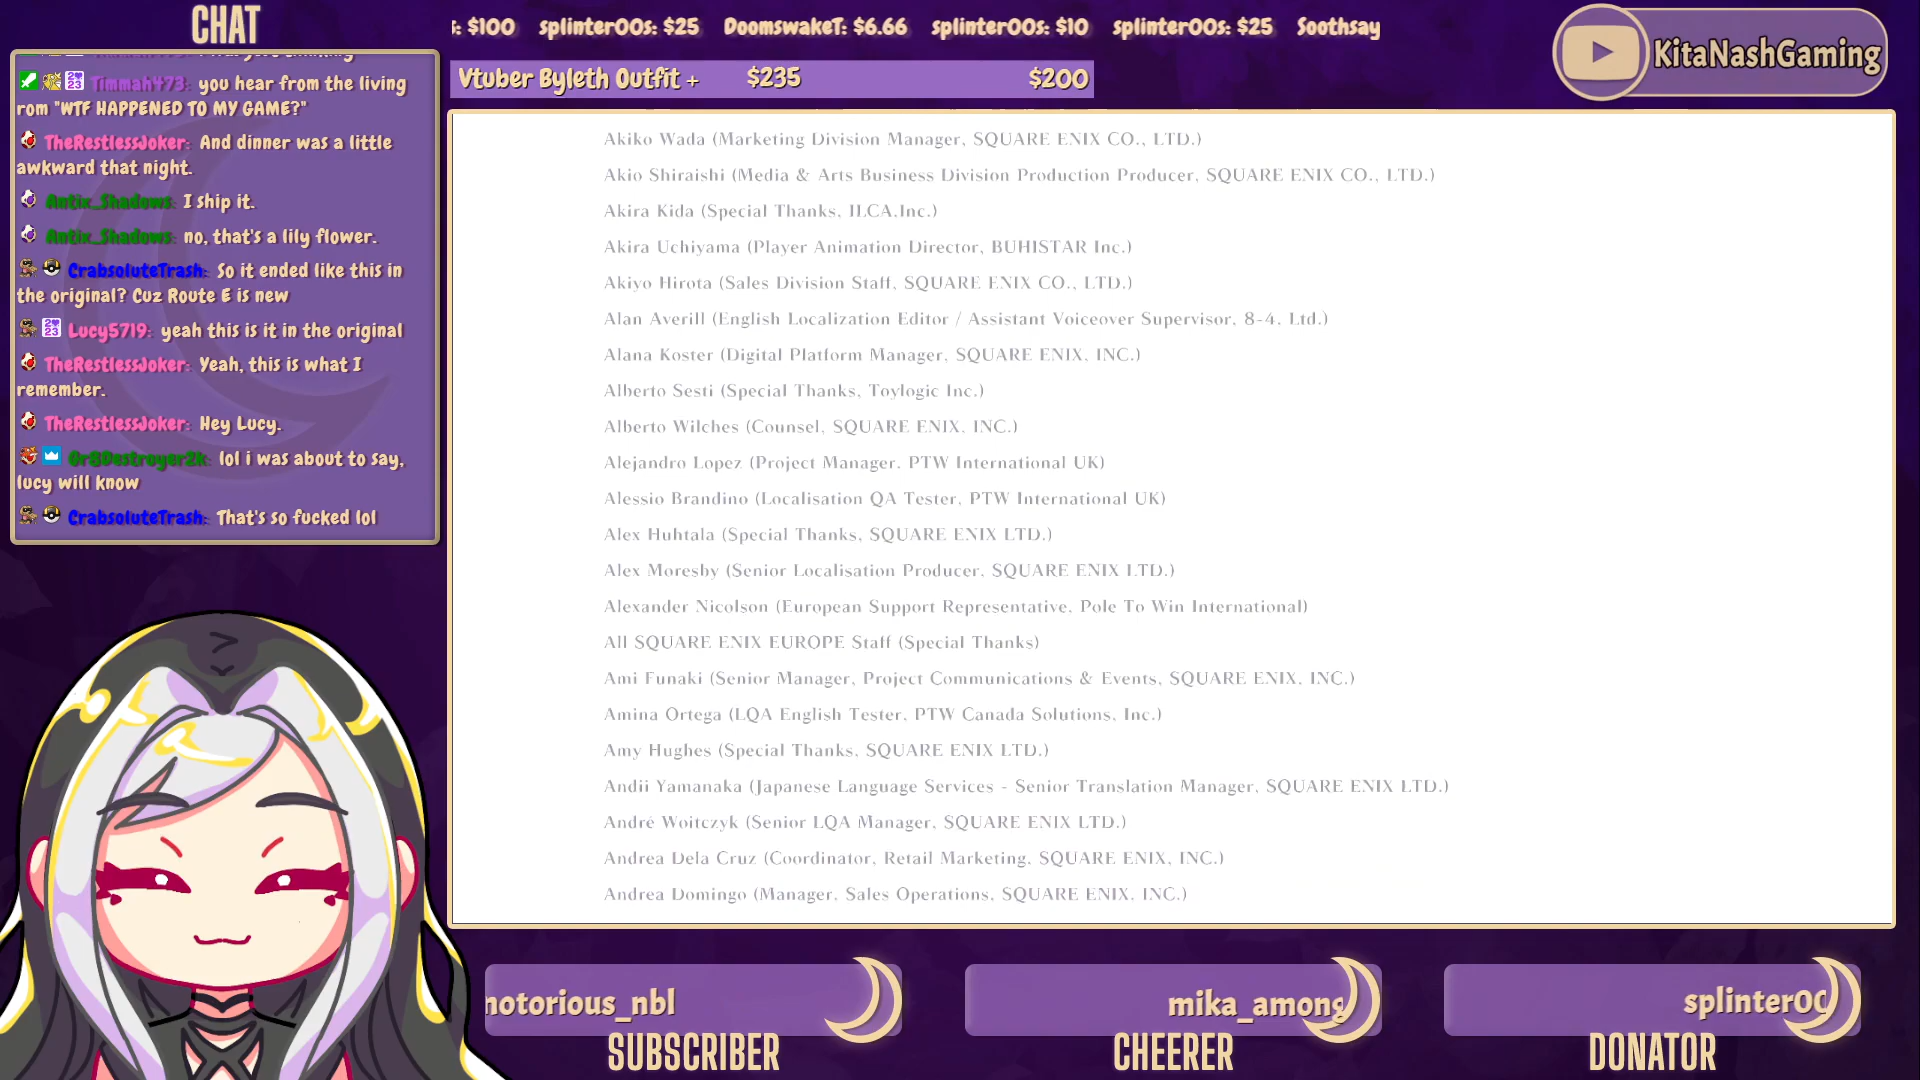 CHAT
: $100 splinter00s: $25 DoomswakeT: $6.66 splinter00s: $10 splinter00s: $25 Soothsay
Vtuber Byleth Outfit + $235 $200
KitaNashGaming
Timmah473: you hear from the living
rom "WTF HAPPENED TO MY GAME?"
TheRestlessJoker: And dinner was a little
awkward that night.
Antix_Shadows: I ship it.
Antix_Shadows: no, that's a lily flower.
CrabsoluteTrash: So it ended like this in
the original? Cuz Route E is new
Lucy5719: yeah this is it in the original
TheRestlessJoker: Yeah, this is what I
remember.
TheRestlessJoker: Hey Lucy.
Gr8Destroyer2k: lol i was about to say,
lucy will know
CrabsoluteTrash: That's so fucked lol
Akiko Wada (Marketing Division Manager, SQUARE ENIX CO., LTD.)
Akio Shiraishi (Media & Arts Business Division Production Producer, SQUARE ENIX CO., LTD.)
Akira Kida (Special Thanks, ILCA,Inc.)
Akira Uchiyama (Player Animation Director, BUHISTAR Inc.)
Akiyo Hirota (Sales Division Staff, SQUARE ENIX CO., LTD.)
Alan Averill (English Localization Editor / Assistant Voiceover Supervisor, 8-4, Ltd.)
Alana Koster (Digital Platform Manager, SQUARE ENIX, INC.)
Alberto Sesti (Special Thanks, Toylogic Inc.)
Alberto Wilches (Counsel, SQUARE ENIX, INC.)
Alejandro Lopez (Project Manager, PTW International UK)
Alessio Brandino (Localisation QA Tester, PTW International UK)
Alex Huhtala (Special Thanks, SQUARE ENIX LTD.)
Alex Moresby (Senior Localisation Producer, SQUARE ENIX LTD.)
Alexander Nicolson (European Support Representative, Pole To Win International)
All SQUARE ENIX EUROPE Staff (Special Thanks)
Ami Funaki (Senior Manager, Project Communications & Events, SQUARE ENIX, INC.)
Amina Ortega (LQA English Tester, PTW Canada Solutions, Inc.)
Amy Hughes (Special Thanks, SQUARE ENIX LTD.)
Andii Yamanaka (Japanese Language Services - Senior Translation Manager, SQUARE ENIX LTD.)
André Woitczyk (Senior LQA Manager, SQUARE ENIX LTD.)
Andrea Dela Cruz (Coordinator, Retail Marketing, SQUARE ENIX, INC.)
Andrea Domingo (Manager, Sales Operations, SQUARE ENIX, INC.)
notorious_nbl
SUBSCRIBER
mika_among
CHEERER
splinter00
DONATOR